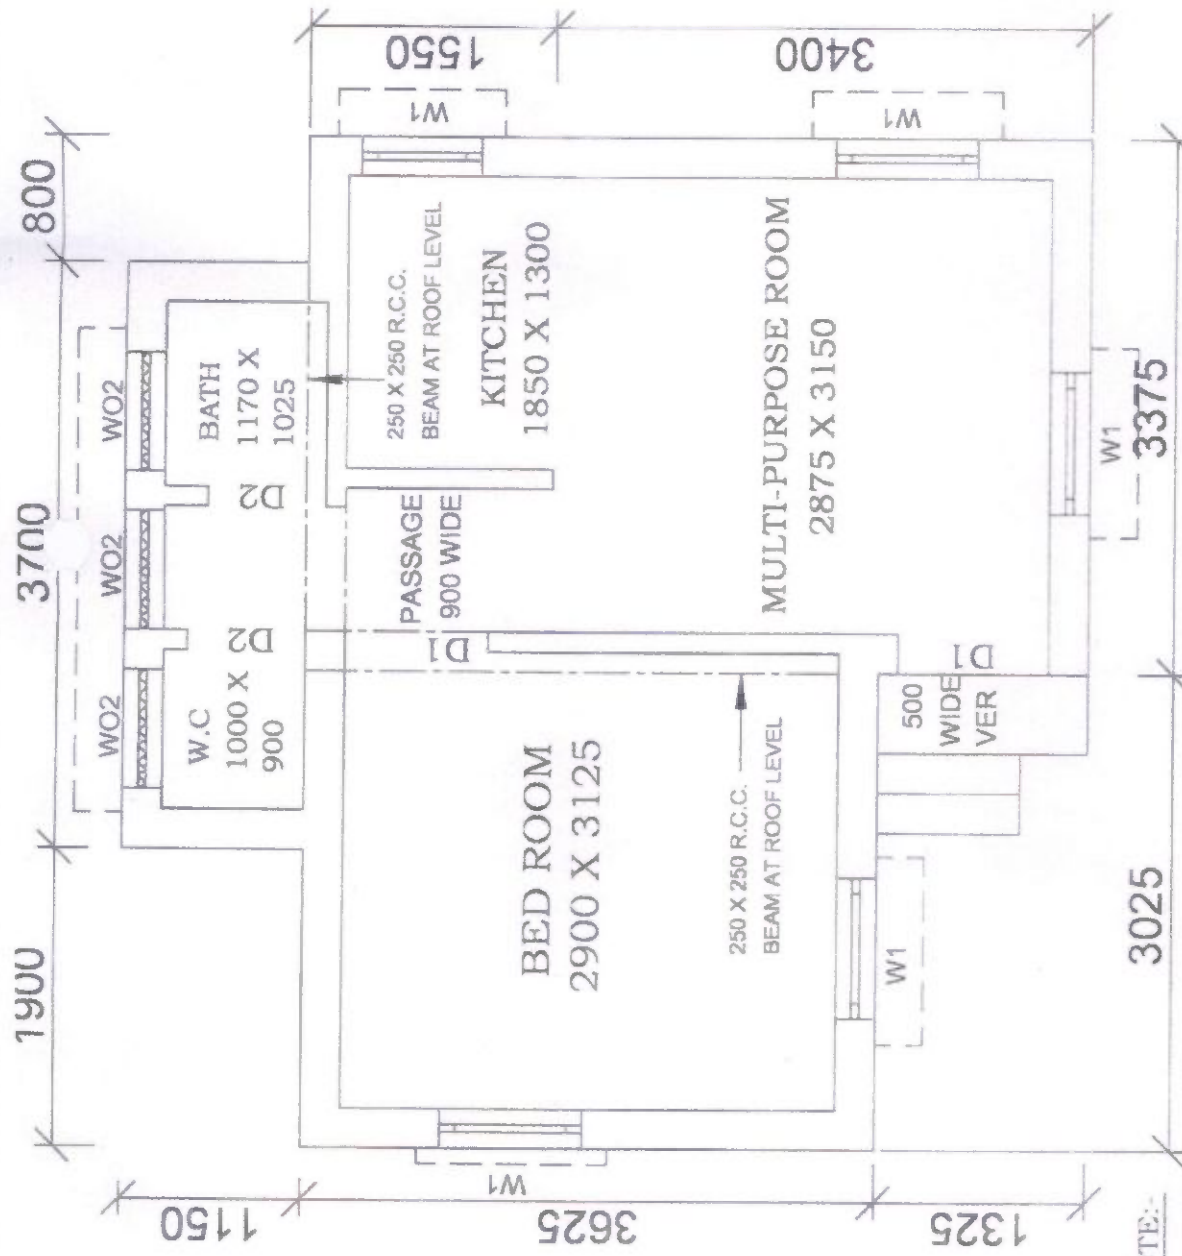 1900
3700
800
1550
3400
WO2
WO2
WO2
W1
W1
W.C
1000 X
900
D2
D2
BATH
1170 X
1025
250 X 250 R.C.C.
BEAM AT ROOF LEVEL
KITCHEN
1850 X 1300
PASSAGE
900 WIDE
D1
BED ROOM
2900 X 3125
250 X 250 R.C.C.
BEAM AT ROOF LEVEL
MULTI-PURPOSE ROOM
2875 X 3150
D1
500
WIDE
VER
W1
W1
W1
1150
3625
1325
3025
3375
TE:-